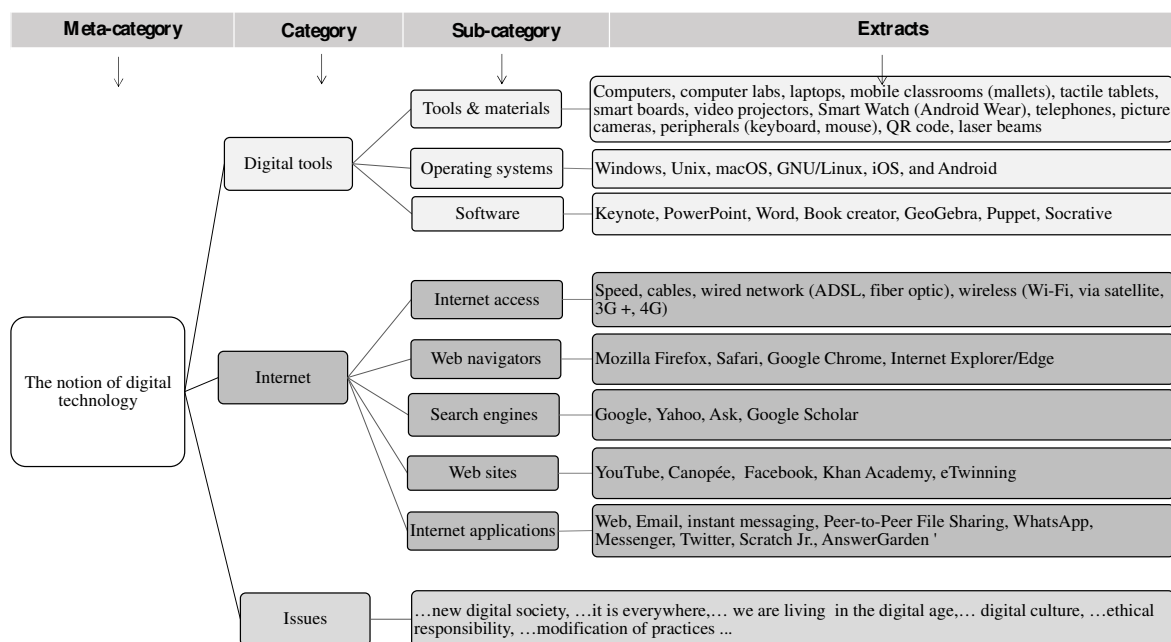 Meta-category Category Sub-category Extracts
Tools & materials
Computers, computer labs, laptops, mobile classrooms (mallets), tactile tablets,
smart boards, video projectors, Smart Watch (Android Wear), telephones, picture
cameras, peripherals (keyboard, mouse), QR code, laser beams
Digital tools
Operating systems
Windows, Unix, macOS, GNU/Linux, iOS, and Android
Software
Keynote, PowerPoint, Word, Book creator, GeoGebra, Puppet, Socrative
Internet access
Speed, cables, wired network (ADSL, fiber optic), wireless (Wi-Fi, via satellite,
3G +, 4G)
Web navigators
Mozilla Firefox, Safari, Google Chrome, Internet Explorer/Edge
The notion of digital
technology
Internet
Search engines
Google, Yahoo, Ask, Google Scholar
Web sites
YouTube, Canopée, Facebook, Khan Academy, eTwinning
Internet applications
Web, Email, instant messaging, Peer-to-Peer File Sharing, WhatsApp,
Messenger, Twitter, Scratch Jr., AnswerGarden '
Issues
…new digital society, …it is everywhere,… we are living in the digital age,… digital culture, …ethical
responsibility, …modification of practices ...